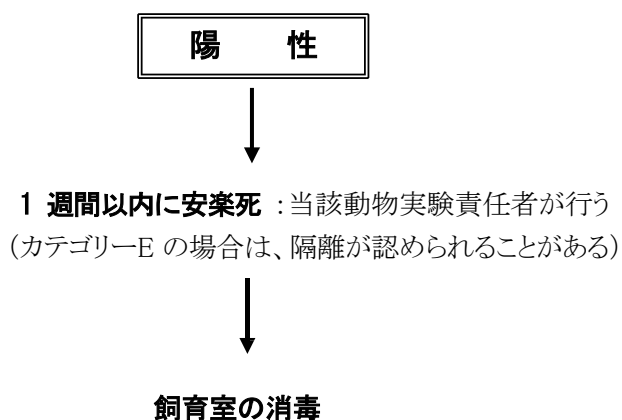 陽　性
1 週間以内に安楽死 ：当該動物実験責任者が行う
（カテゴリーE の場合は、隔離が認められることがある）
飼育室の消毒